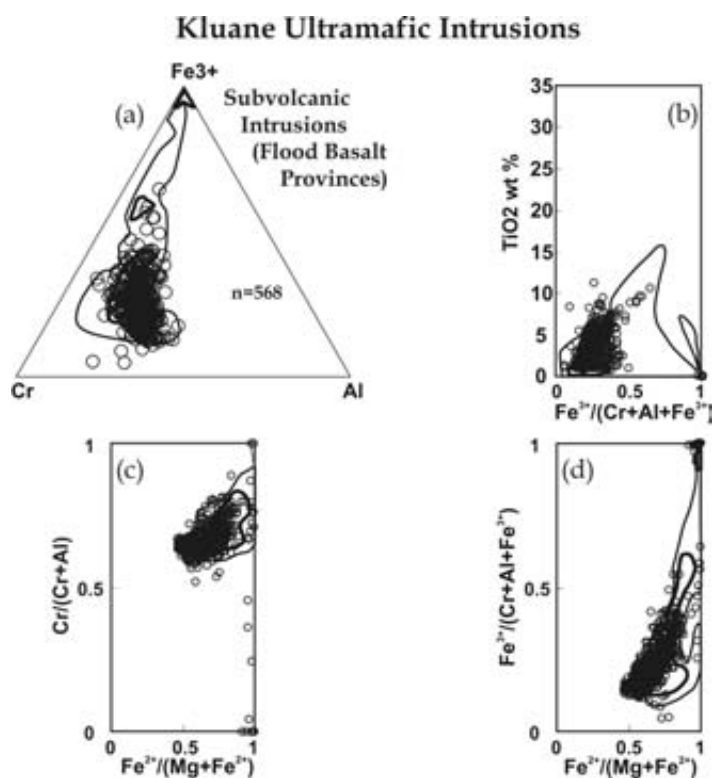 Kluane Ultramafic Intrusions
Fe3+
(a)
Subvolcanic
Intrusions
(Flood Basalt
Provinces)
n=568
Cr
Al
(b)
TiO2 wt %
35
30
25
20
15
10
5
0
0
0.5
1
Fe³⁺/(Cr+Al+Fe³⁺)
(c)
Cr/(Cr+Al)
1
0.5
0
0
0.5
1
Fe²⁺/(Mg+Fe²⁺)
(d)
Fe³⁺/(Cr+Al+Fe³⁺)
1
0.5
0
0
0.5
1
Fe²⁺/(Mg+Fe²⁺)